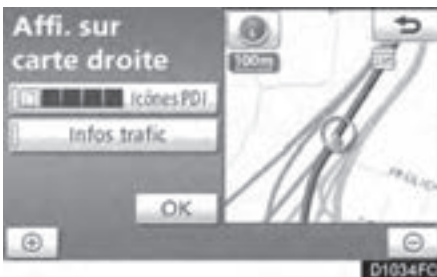 Affi. sur
carte droite
100m
Icônes PDI
Infos trafic
OK
D1034FC